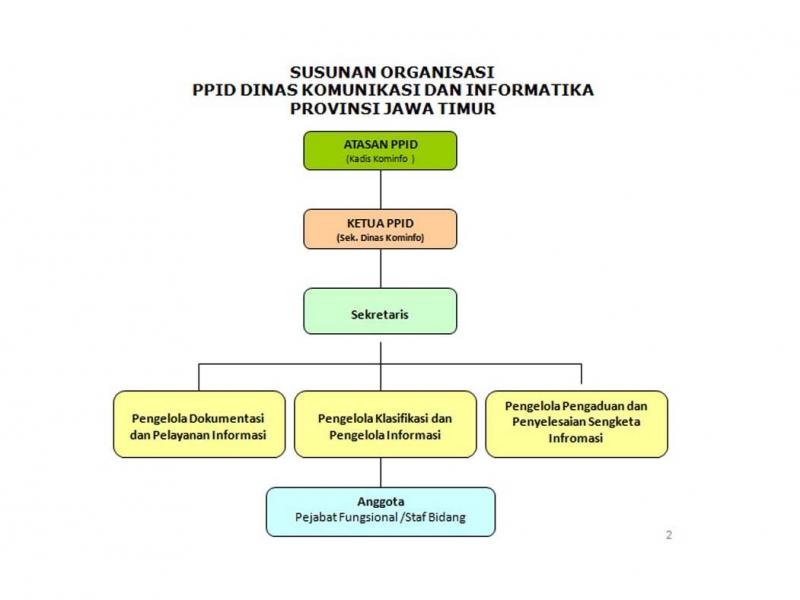 SUSUNAN ORGANISASI
PPID DINAS KOMUNIKASI DAN INFORMATIKA
PROVINSI JAWA TIMUR
ATASAN PPID
(Kadis Kominfo )
KETUA PPID
(Sek. Dinas Kominfo)
Sekretaris
Pengelola Dokumentasi
dan Pelayanan Informasi
Pengelola Klasifikasi dan
Pengelola Informasi
Pengelola Pengaduan dan
Penyelesaian Sengketa
Infromasi
Anggota
Pejabat Fungsional /Staf Bidang
2